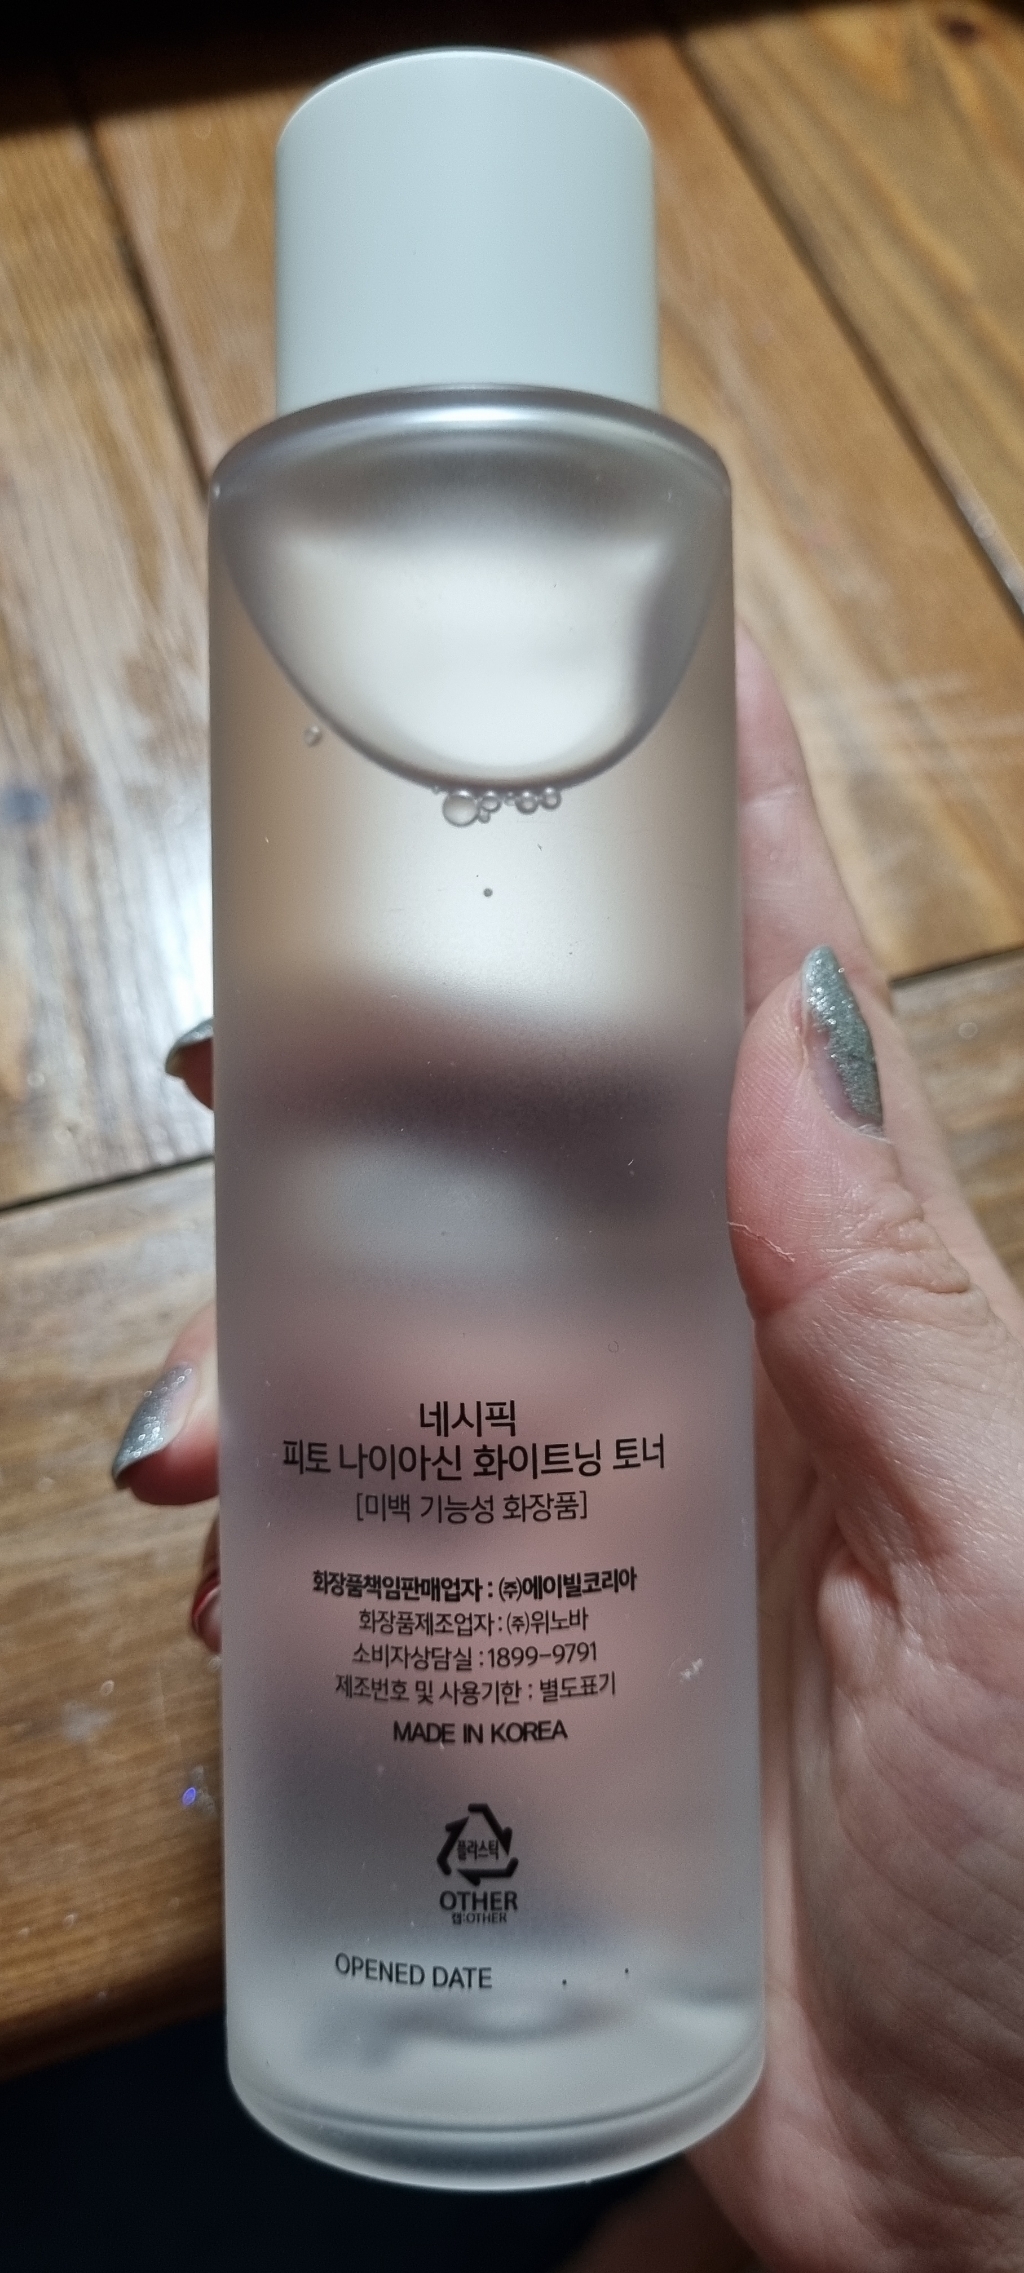 네시픽
피토 나이아신 화이트닝 토너
[미백 기능성 화장품]
화장품책임판매업자 : ㈜에이빌코리아
화장품제조업자 : ㈜위노바
소비자상담실 : 1899-9791
제조번호 및 사용기한 : 별도표기
MADE IN KOREA
플라스틱
OTHER
캡:OTHER
OPENED DATE . .